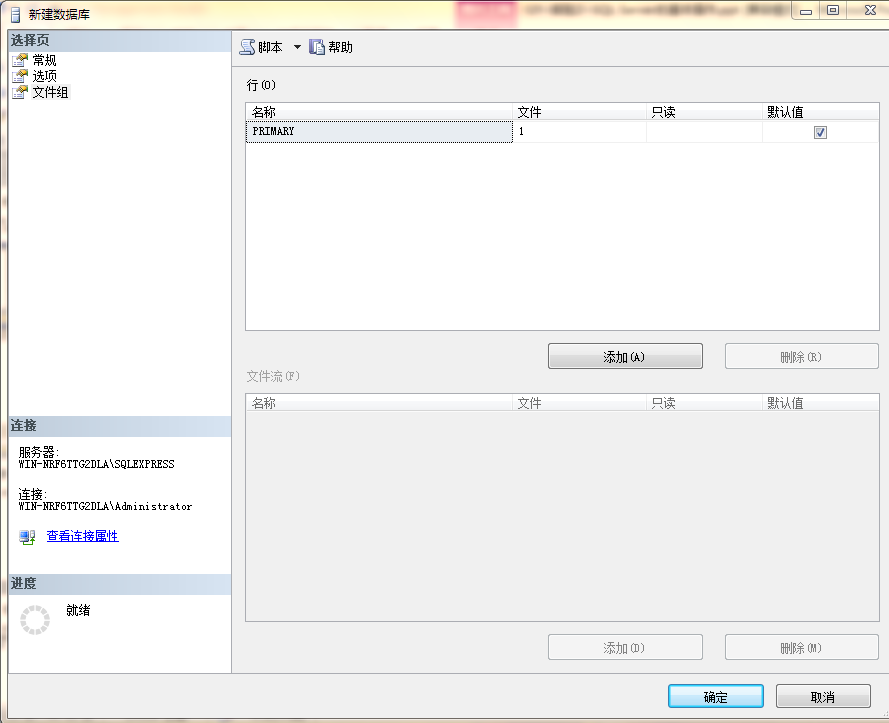 新建数据库
选择页
常规
选项
文件组
脚本 帮助
行(O)
名称 文件 只读 默认值
PRIMARY 1
添加(A) 删除(R)
文件流(F)
名称 文件 只读 默认值
添加(D) 删除(M)
连接
服务器:
WIN-NRF6TTG2DLA\SQLEXPRESS
连接:
WIN-NRF6TTG2DLA\Administrator
查看连接属性
进度
就绪
确定 取消